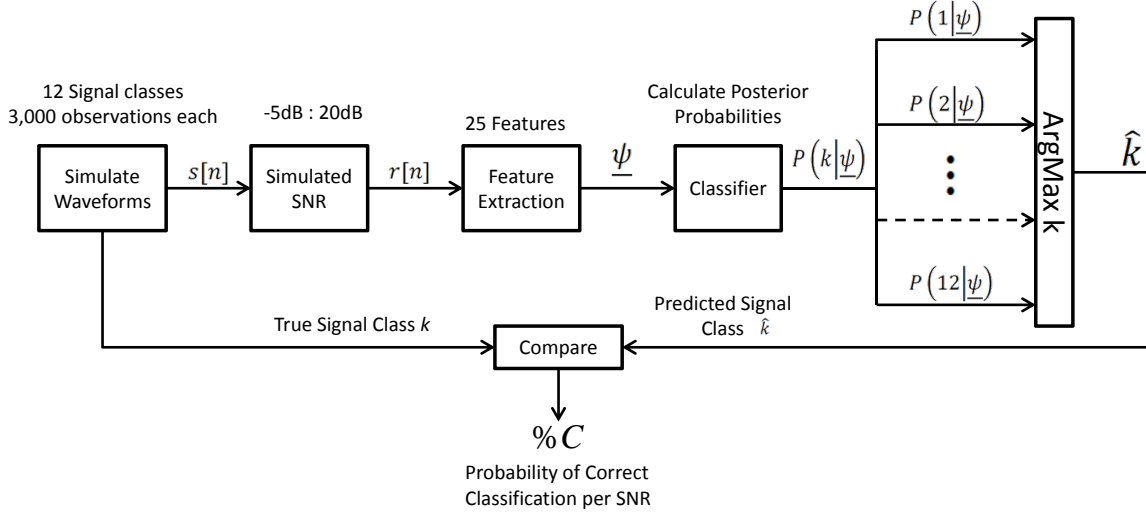 12 Signal classes
3,000 observations each
-5dB : 20dB
25 Features
Calculate Posterior
Probabilities
Simulate
Waveforms
s[n]
Simulated
SNR
r[n]
Feature
Extraction
ψ
Classifier
P(k|ψ)
P(1|ψ)
P(2|ψ)
P(12|ψ)
ArgMax k
k̂
True Signal Class k
Predicted Signal
Class k̂
Compare
%C
Probability of Correct
Classification per SNR